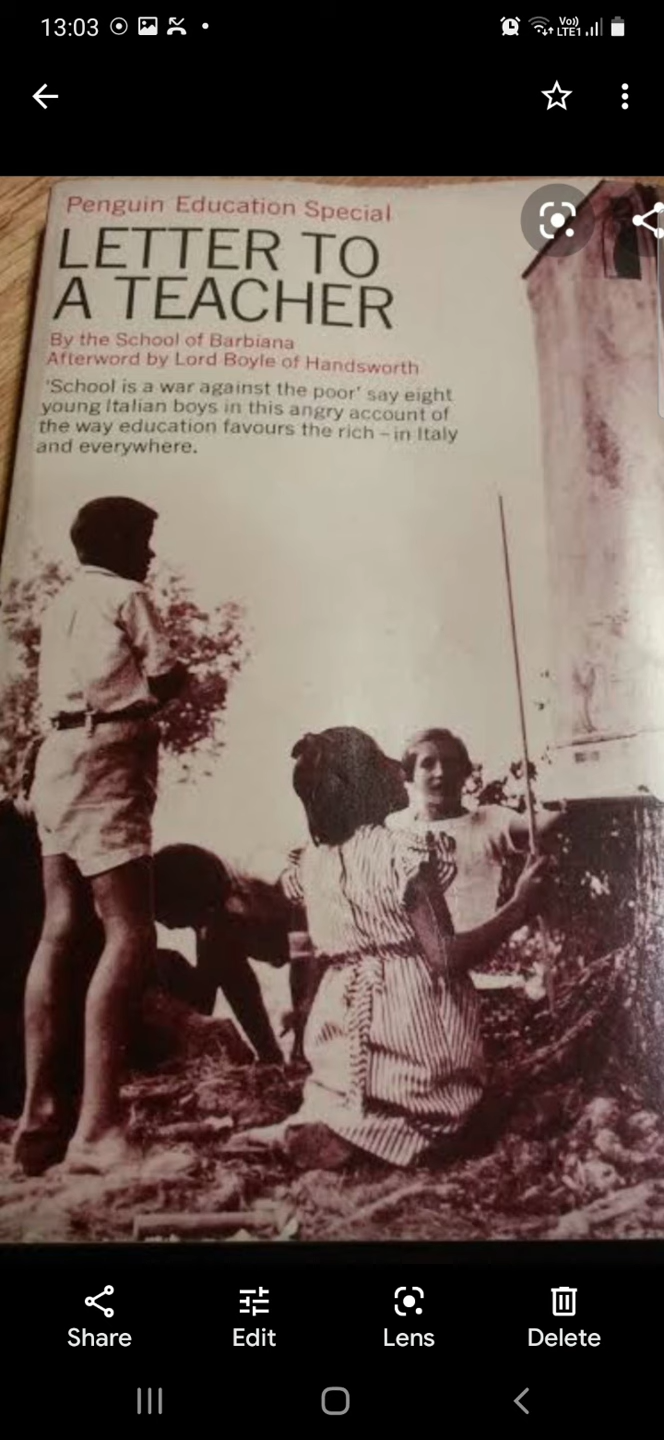 13:03
Vo))
LTE1
Penguin Education Special
LETTER TO
A TEACHER
By the School of Barbiana
Afterword by Lord Boyle of Handsworth
'School is a war against the poor' say eight
young Italian boys in this angry account of
the way education favours the rich – in Italy
and everywhere.
Share Edit Lens Delete